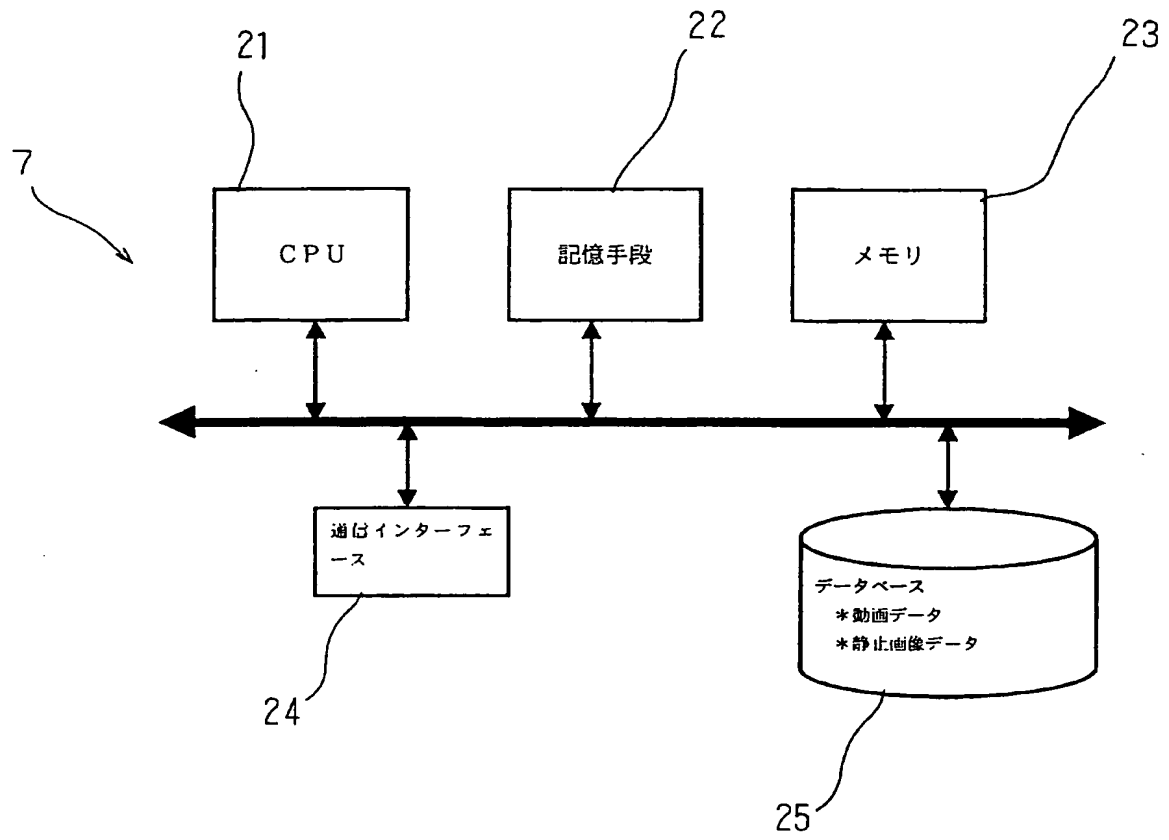 21
22
23
7
CPU
記憶手段
メモリ
通信インターフェ
ース
データベース
*動画データ
*静止画像データ
24
25